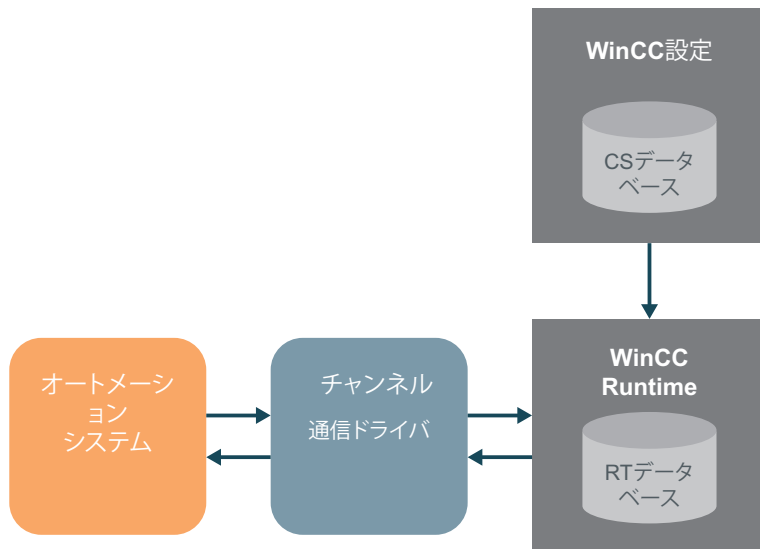 WinCC設定
CSデータ
ベース
WinCC
Runtime
RTデータ
ベース
オートメーシ
ョン
システム
チャンネル
通信ドライバ